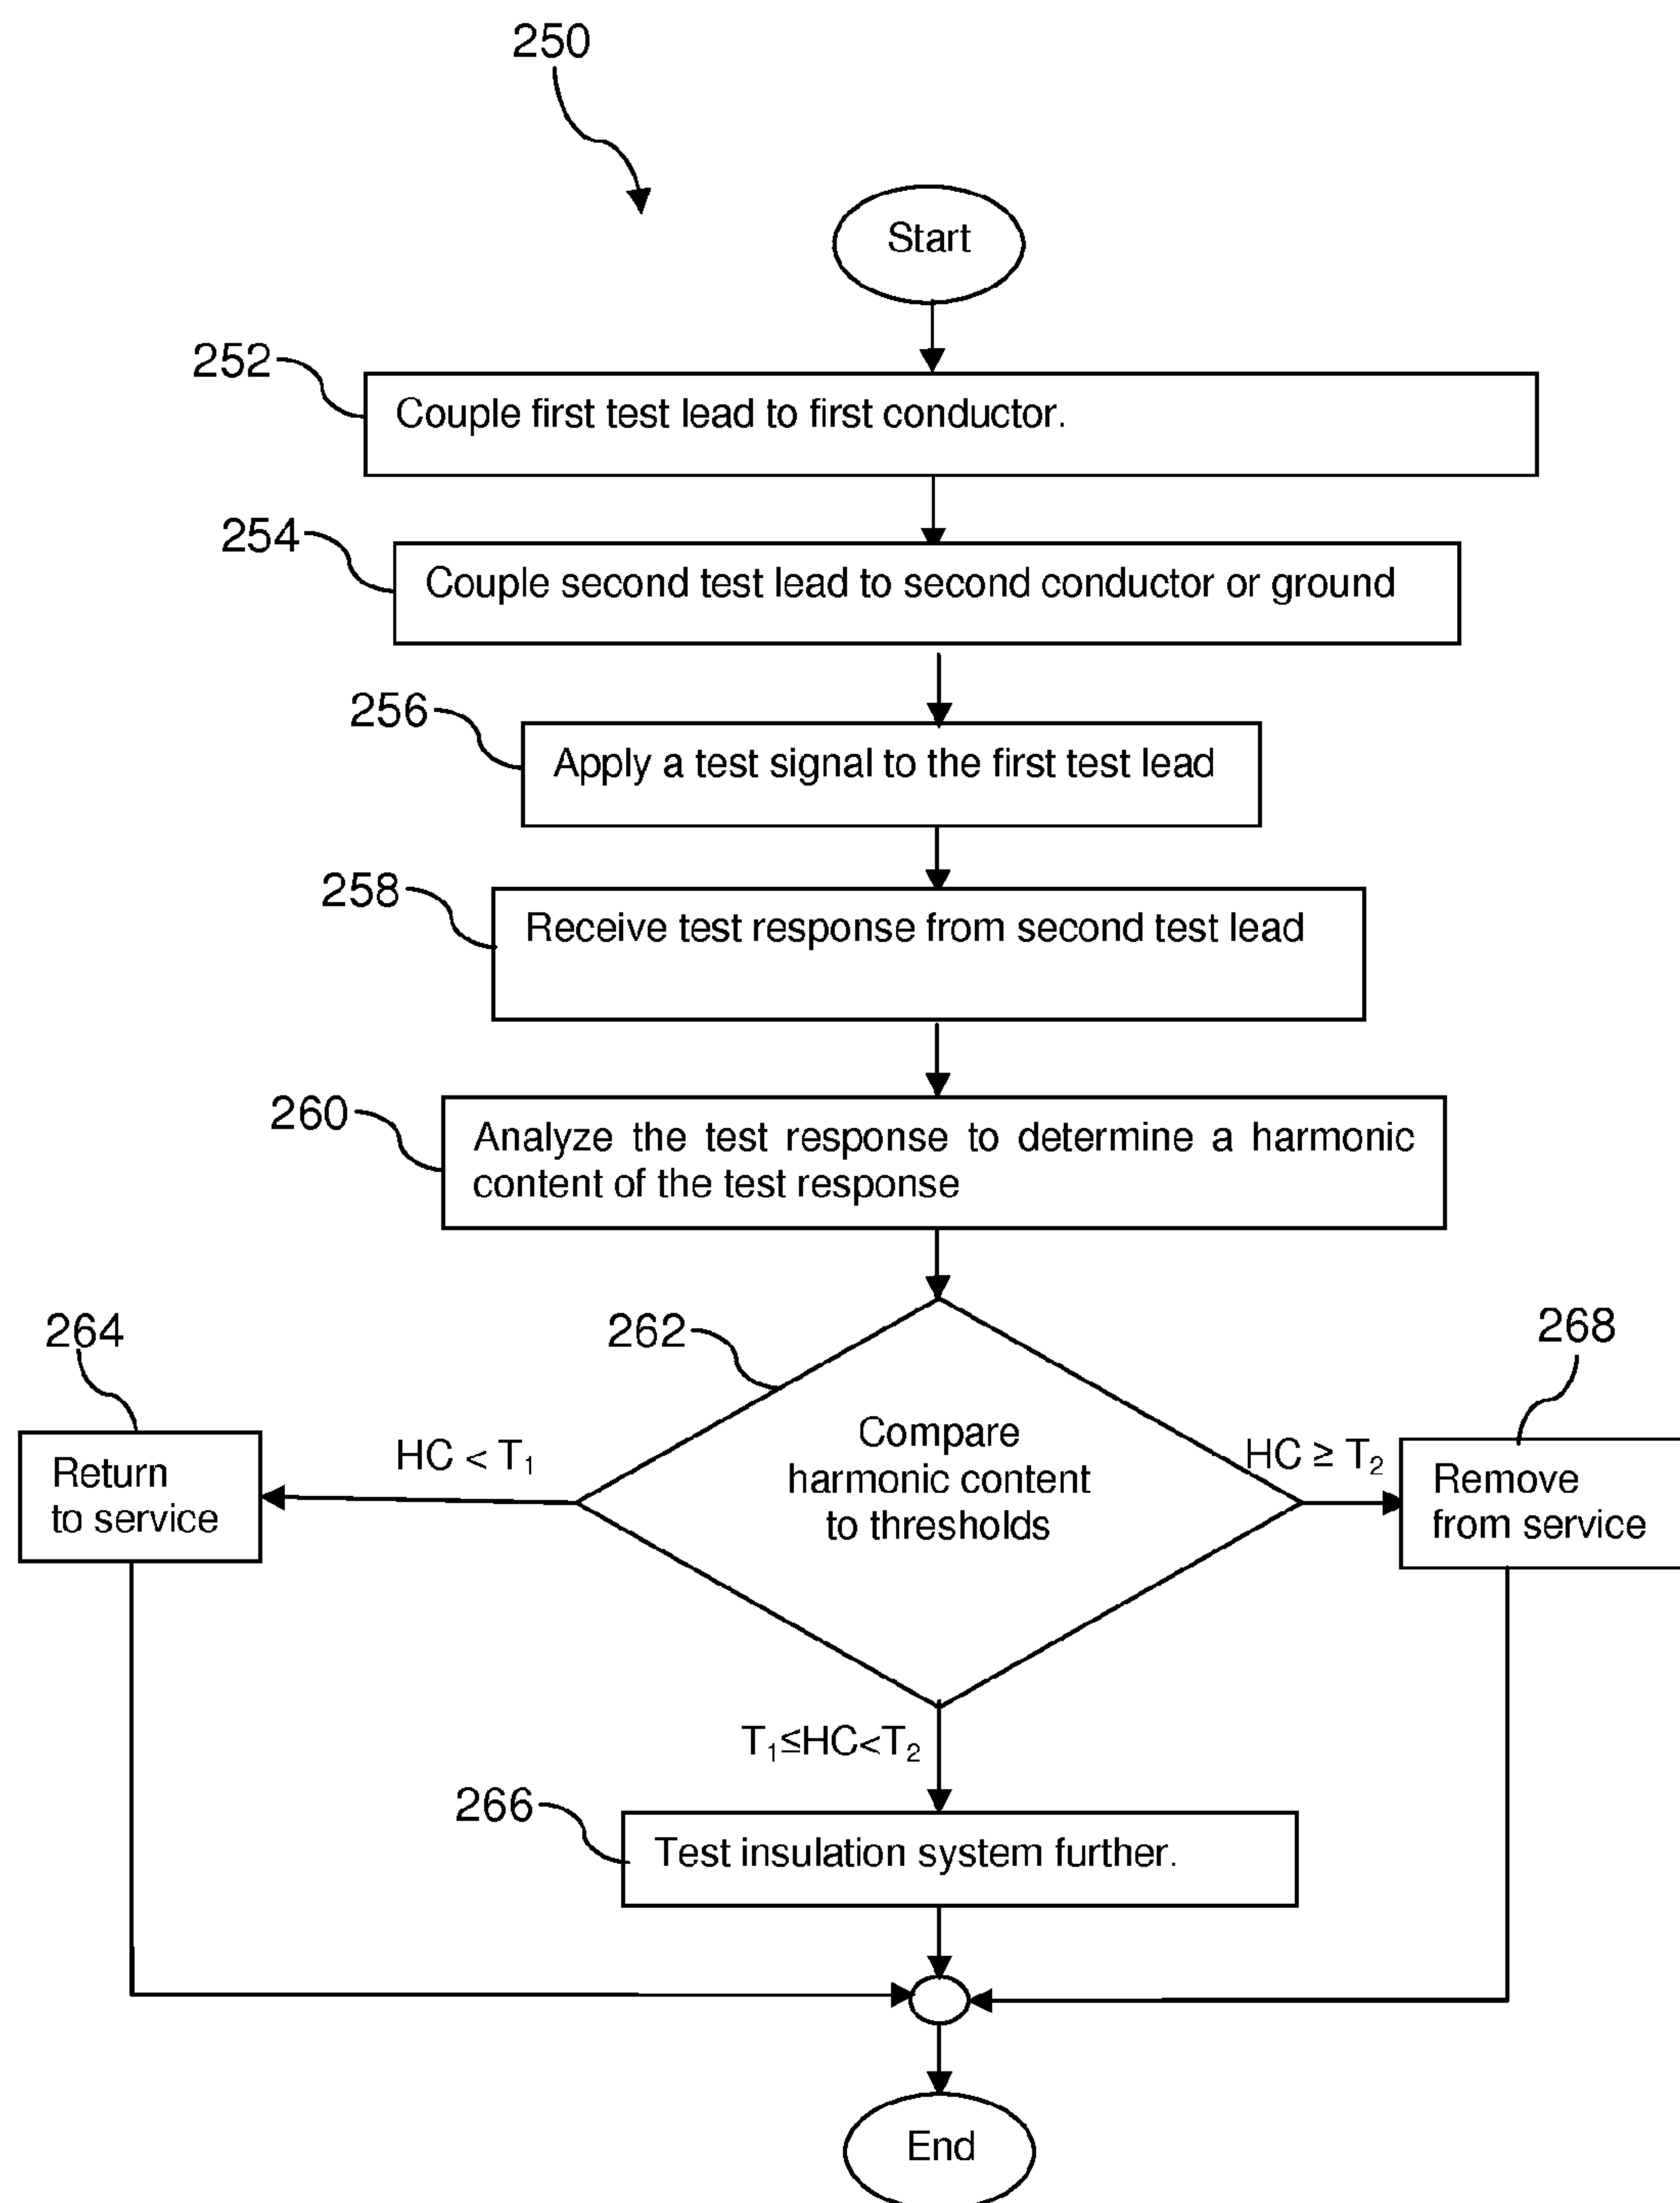 250
Start
252
Couple first test lead to first conductor.
254
Couple second test lead to second conductor or ground
256
Apply a test signal to the first test lead
258
Receive test response from second test lead
260
Analyze the test response to determine a harmonic
content of the test response
264
262
268
Return
to service
HC < T₁
Compare
harmonic content
to thresholds
HC ≥ T₂
Remove
from service
T₁≤HC<T₂
266
Test insulation system further.
End